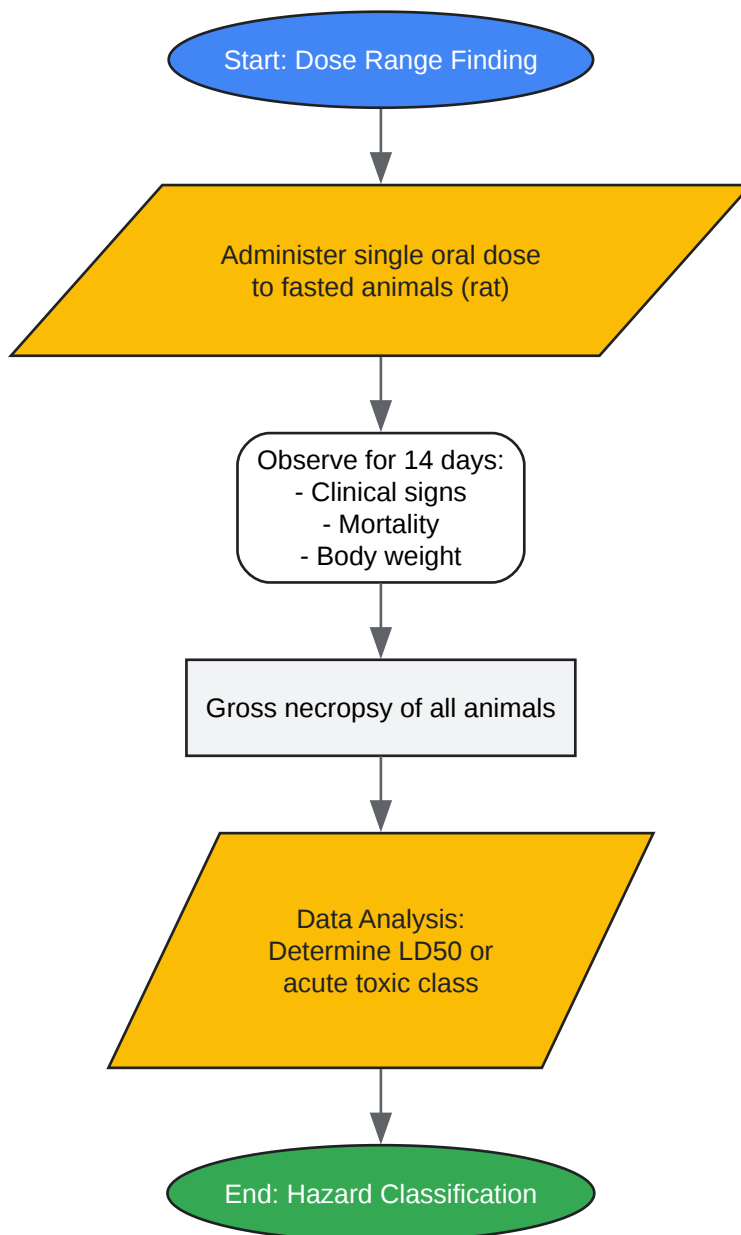 Start: Dose Range Finding
Administer single oral dose
to fasted animals (rat)
Observe for 14 days:
- Clinical signs
- Mortality
- Body weight
Gross necropsy of all animals
Data Analysis:
Determine LD50 or
acute toxic class
End: Hazard Classification